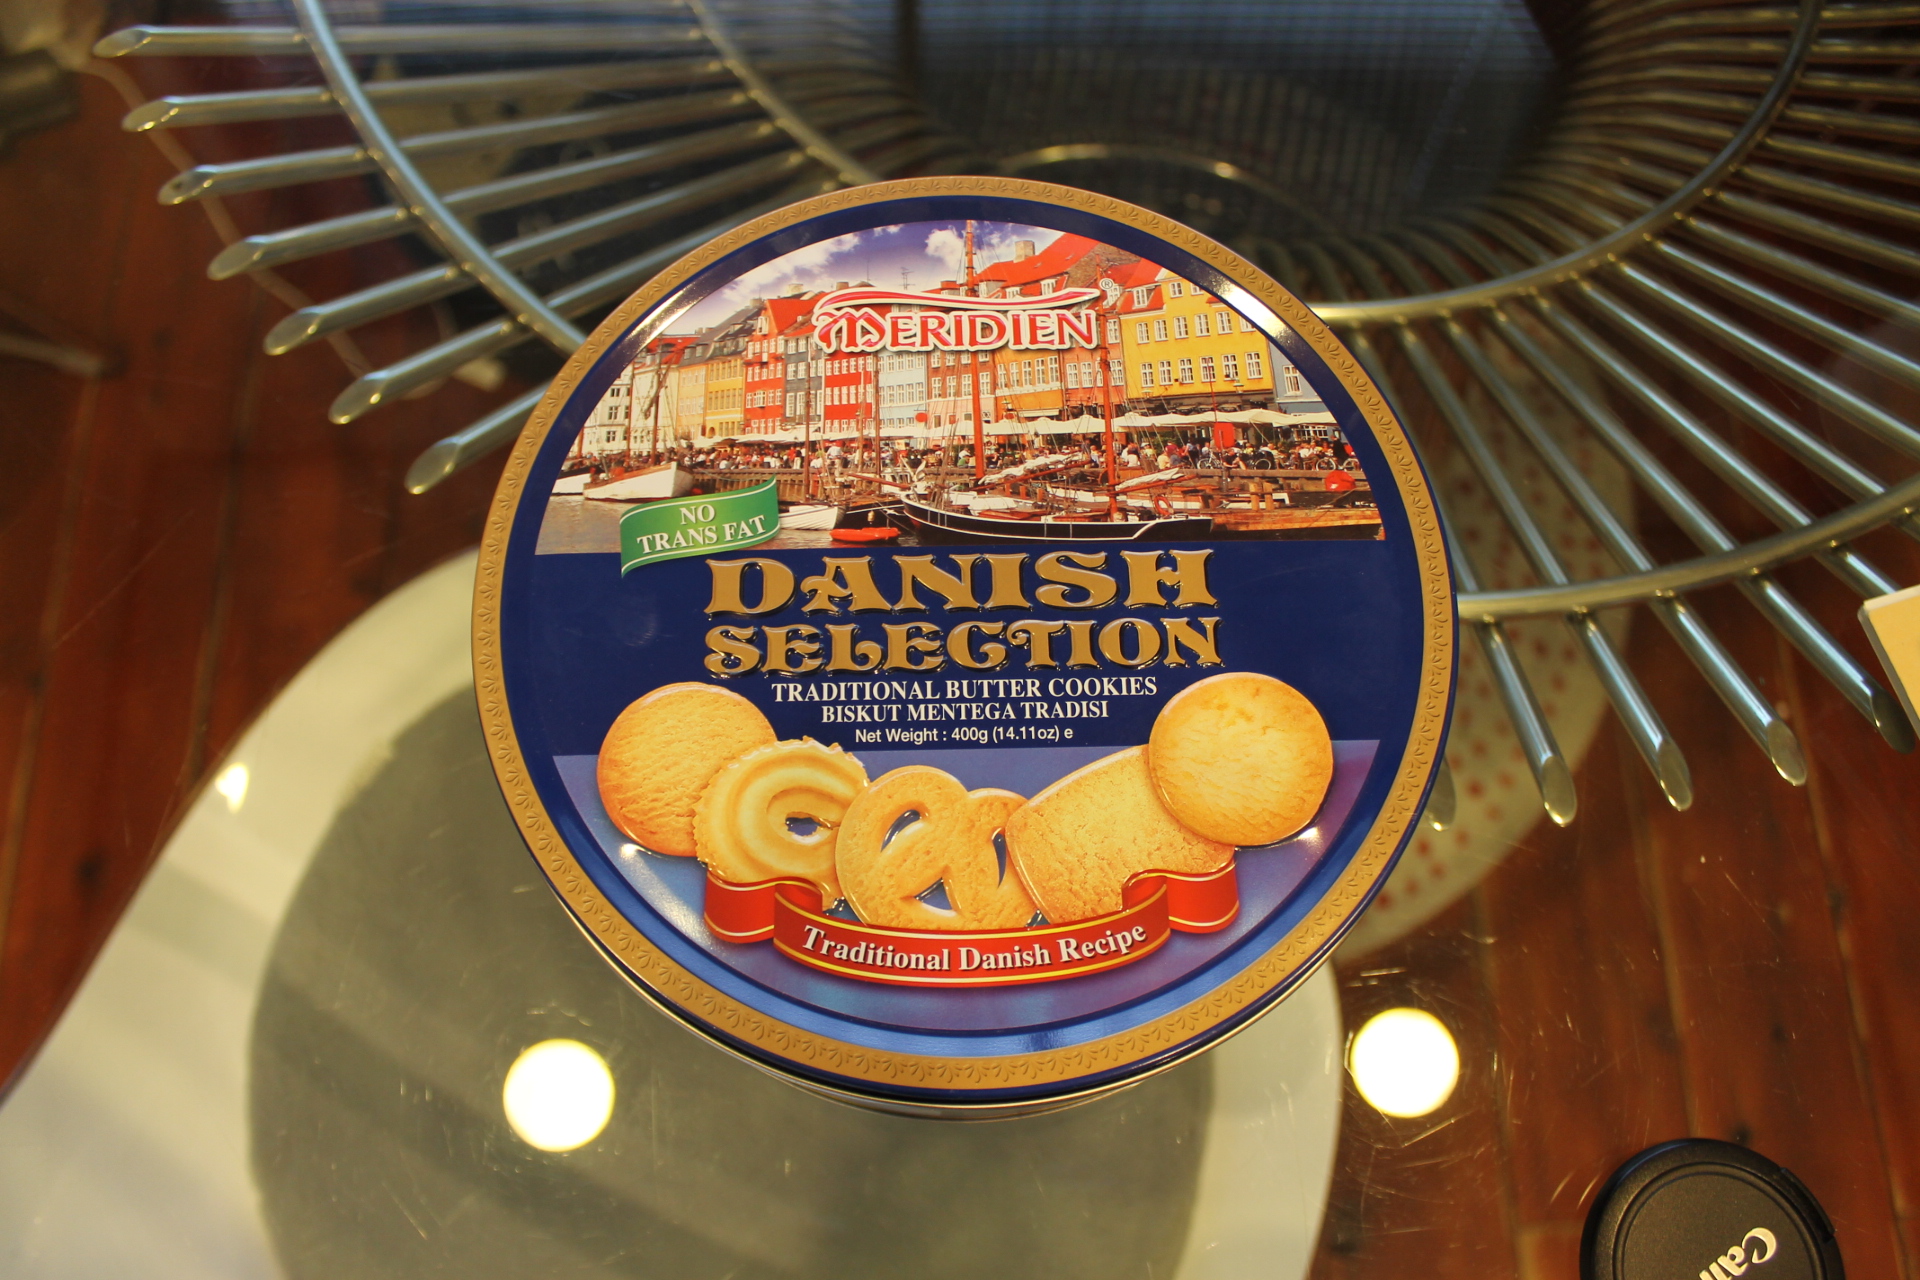 MERIDIEN®
NO
TRANS FAT
DANISH
SELECTION
TRADITIONAL BUTTER COOKIES
BISKUT MENTEGA TRADISI
Net Weight : 400g (14.11oz) e
Traditional Danish Recipe